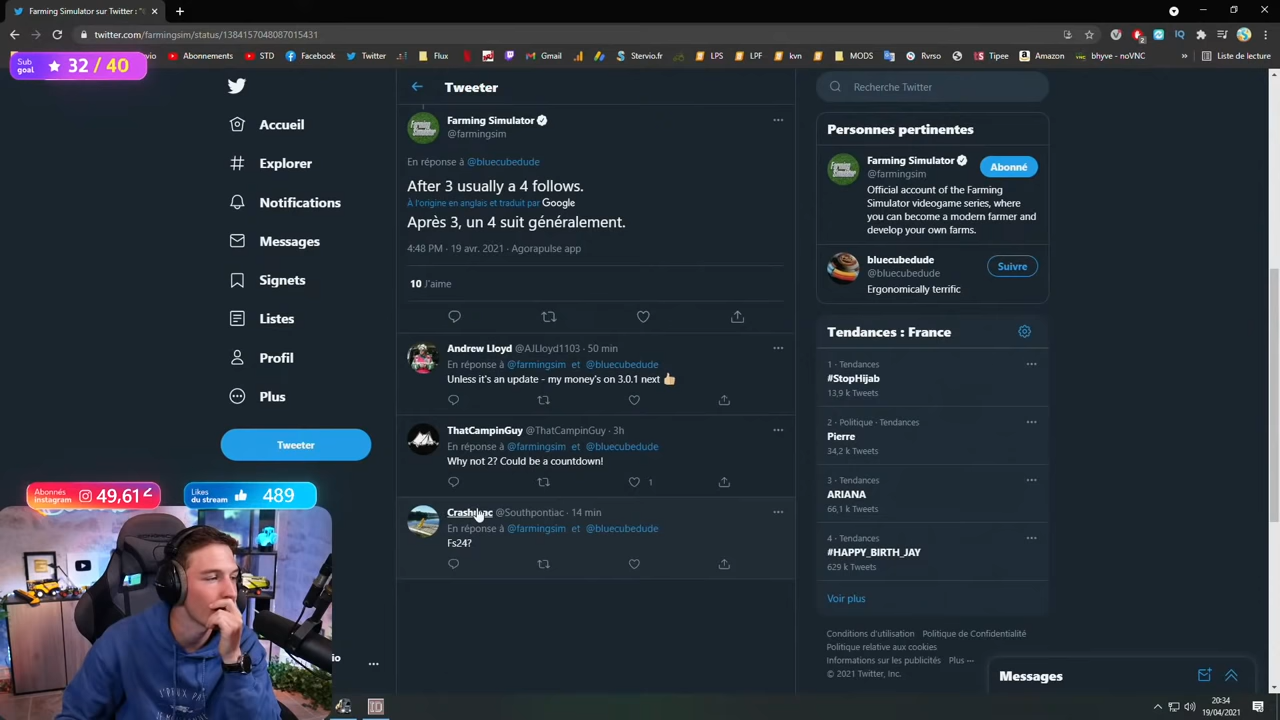 Farming Simulator sur Twitter : "
twitter.com/farmingsim/status/1384157048187015431
Abonnements
STD
Facebook
Twitter
Flux
Gmail
Stervio.fr
LPS
LPF
kvn
MODS
Rvrso
Tipee
Amazon
bhyve - noVNC
Liste de lecture
Sub goal
32 / 40
Accueil
Explorer
Notifications
Messages
Signets
Listes
Profil
Plus
Tweeter
Tweeter
Farming Simulator
@farmingsim
En réponse à @bluecubedude
After 3 usually a 4 follows.
À l'origine en anglais et traduit par Google
Après 3, un 4 suit généralement.
4:48 PM · 19 avr. 2021 · Agorapulse app
10 J'aime
Andrew Lloyd @AJLloyd1103 · 50 min
En réponse à @farmingsim et @bluecubedude
Unless it's an update - my money's on 3.0.1 next 👍🏼
ThatCampinGuy @ThatCampinGuy · 3h
En réponse à @farmingsim et @bluecubedude
Why not 2? Could be a countdown!
1
@Southpontiac · 14 min
En réponse à @farmingsim et @bluecubedude
Fs24?
Recherche Twitter
Personnes pertinentes
Farming Simulator
@farmingsim
Abonné
Official account of the Farming
Simulator videogame series, where
you can become a modern farmer and
develop your own farms.
bluecubedude
@bluecubedude
Suivre
Ergonomically terrific
Tendances : France
1 · Tendances
#StopHijab
13,9 k Tweets
2 · Politique · Tendances
Pierre
34,2 k Tweets
3 · Tendances
ARIANA
66,1 k Tweets
4 · Tendances
#HAPPY_BIRTH_JAY
629 k Tweets
Voir plus
Conditions d'utilisation Politique de Confidentialité
Politique relative aux cookies
Informations sur les publicités Plus ···
© 2021 Twitter, Inc.
Messages
Abonnés instagram
49,61
Likes du stream
489
20:34
19/04/2021